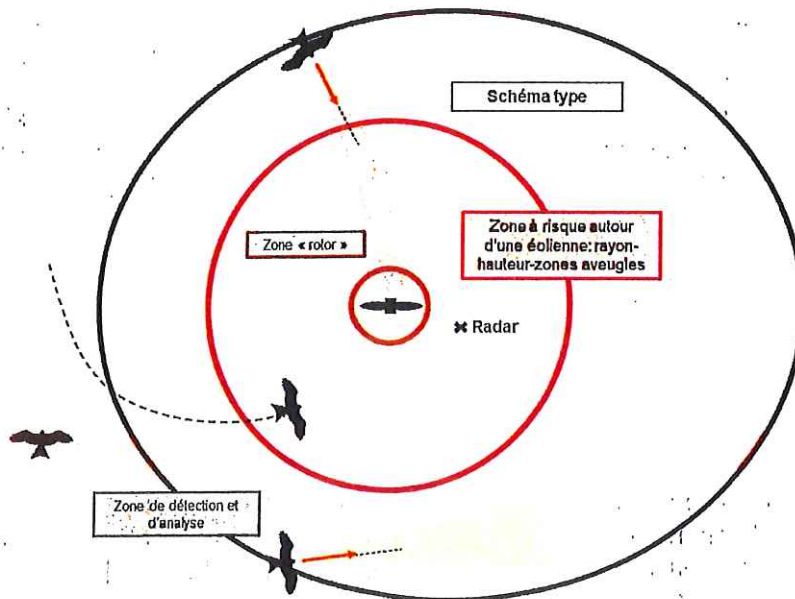 Schéma type
Zone « rotor »
Zone à risque autour
d'une éolienne: rayon-
hauteur-zones aveugles
Radar
Zone de détection et
d'analyse